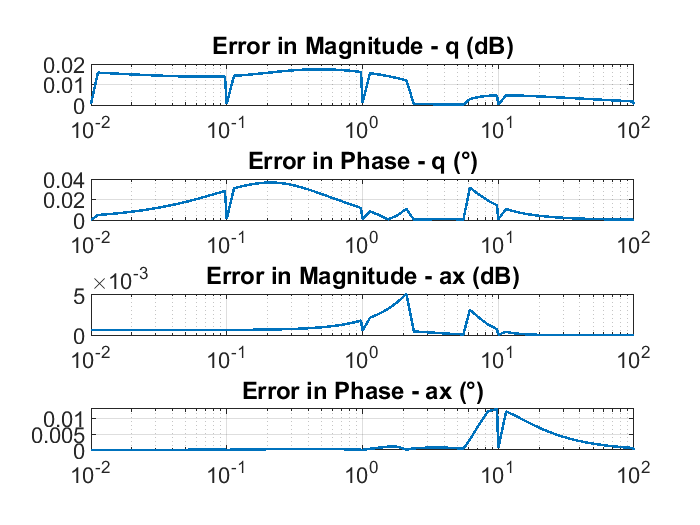 Error in Magnitude - q (dB)
0.02
0.01
0
10^-2 10^-1 10^0 10^1 10^2
Error in Phase - q (°)
0.04
0.02
0
10^-2 10^-1 10^0 10^1 10^2
×10^-3 Error in Magnitude - ax (dB)
5
0
10^-2 10^-1 10^0 10^1 10^2
Error in Phase - ax (°)
0.01
0.005
0
10^-2 10^-1 10^0 10^1 10^2